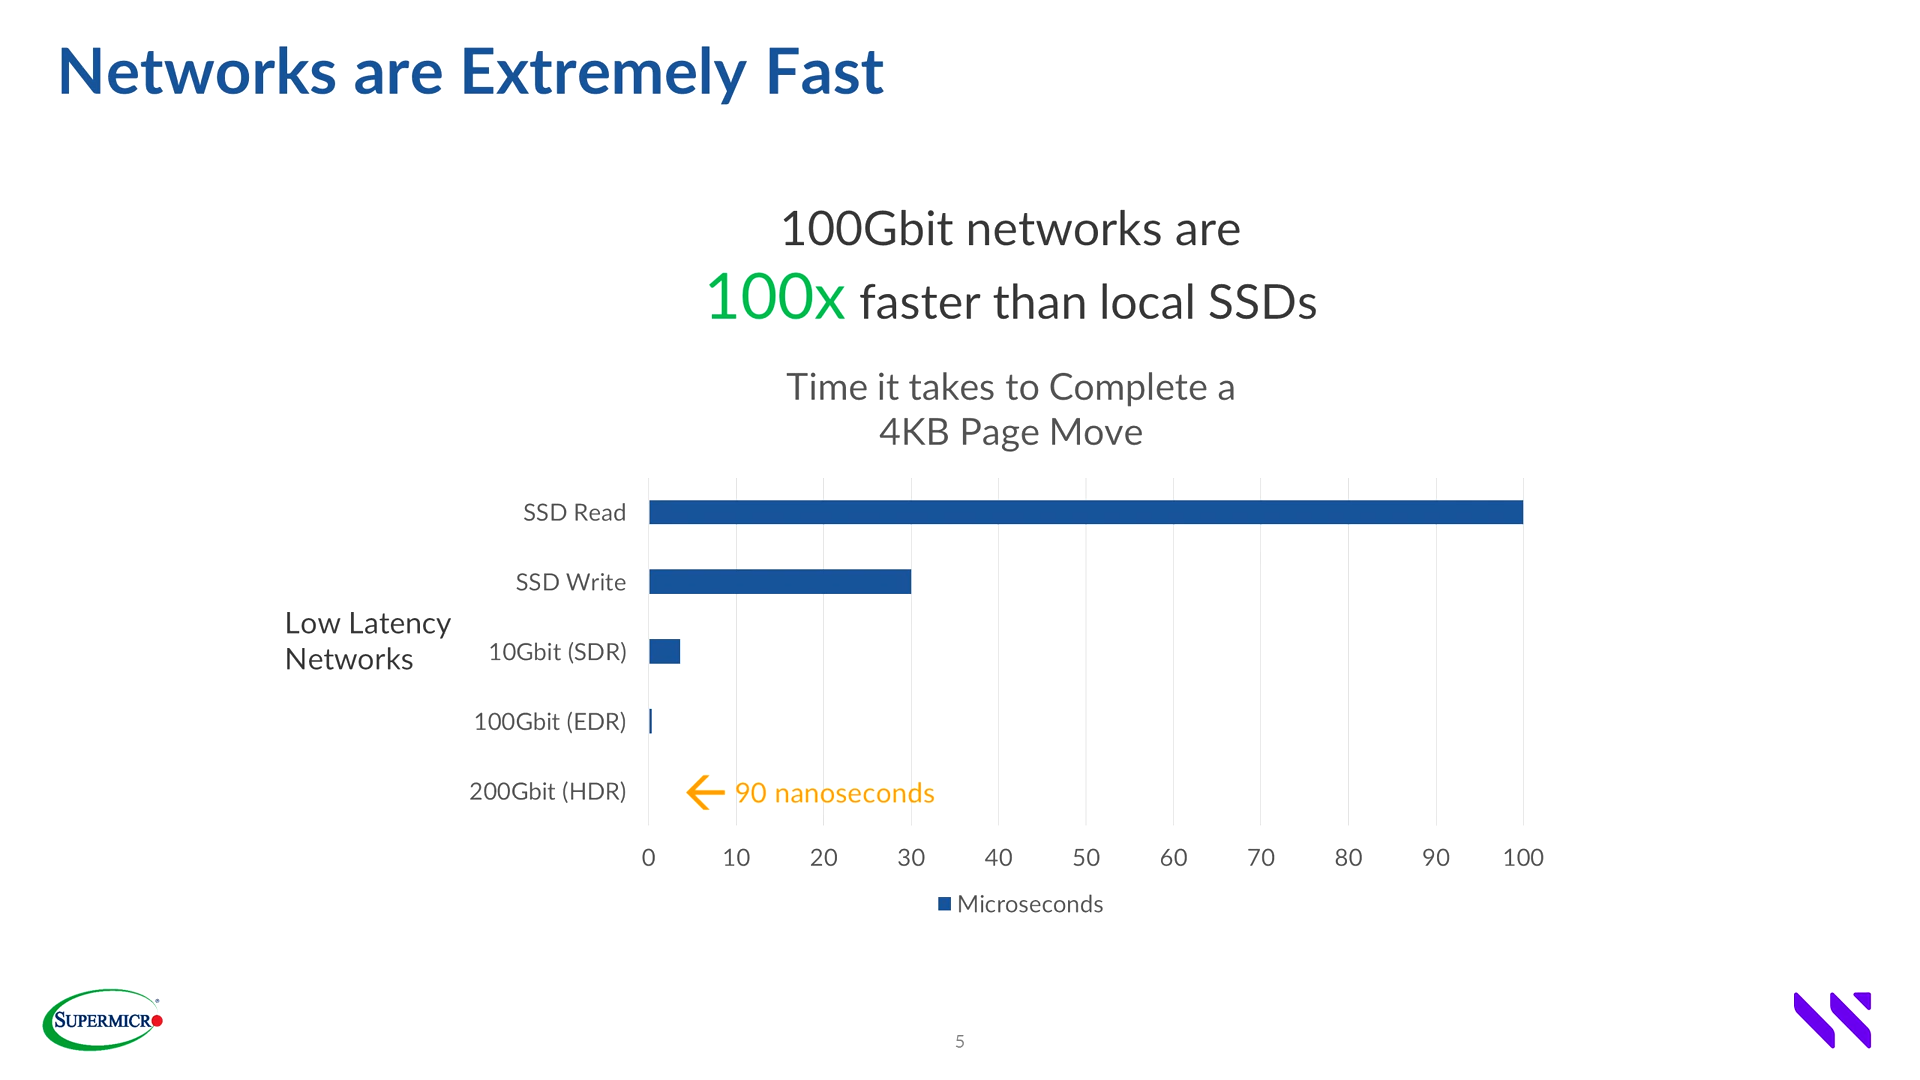 Networks are Extremely Fast
100Gbit networks are
100x faster than local SSDs
Time it takes to Complete a
4KB Page Move
SSD Read
SSD Write
Low Latency
Networks
10Gbit (SDR)
100Gbit (EDR)
200Gbit (HDR)
← 90 nanoseconds
0 10 20 30 40 50 60 70 80 90 100
Microseconds
SUPERMICR®
5